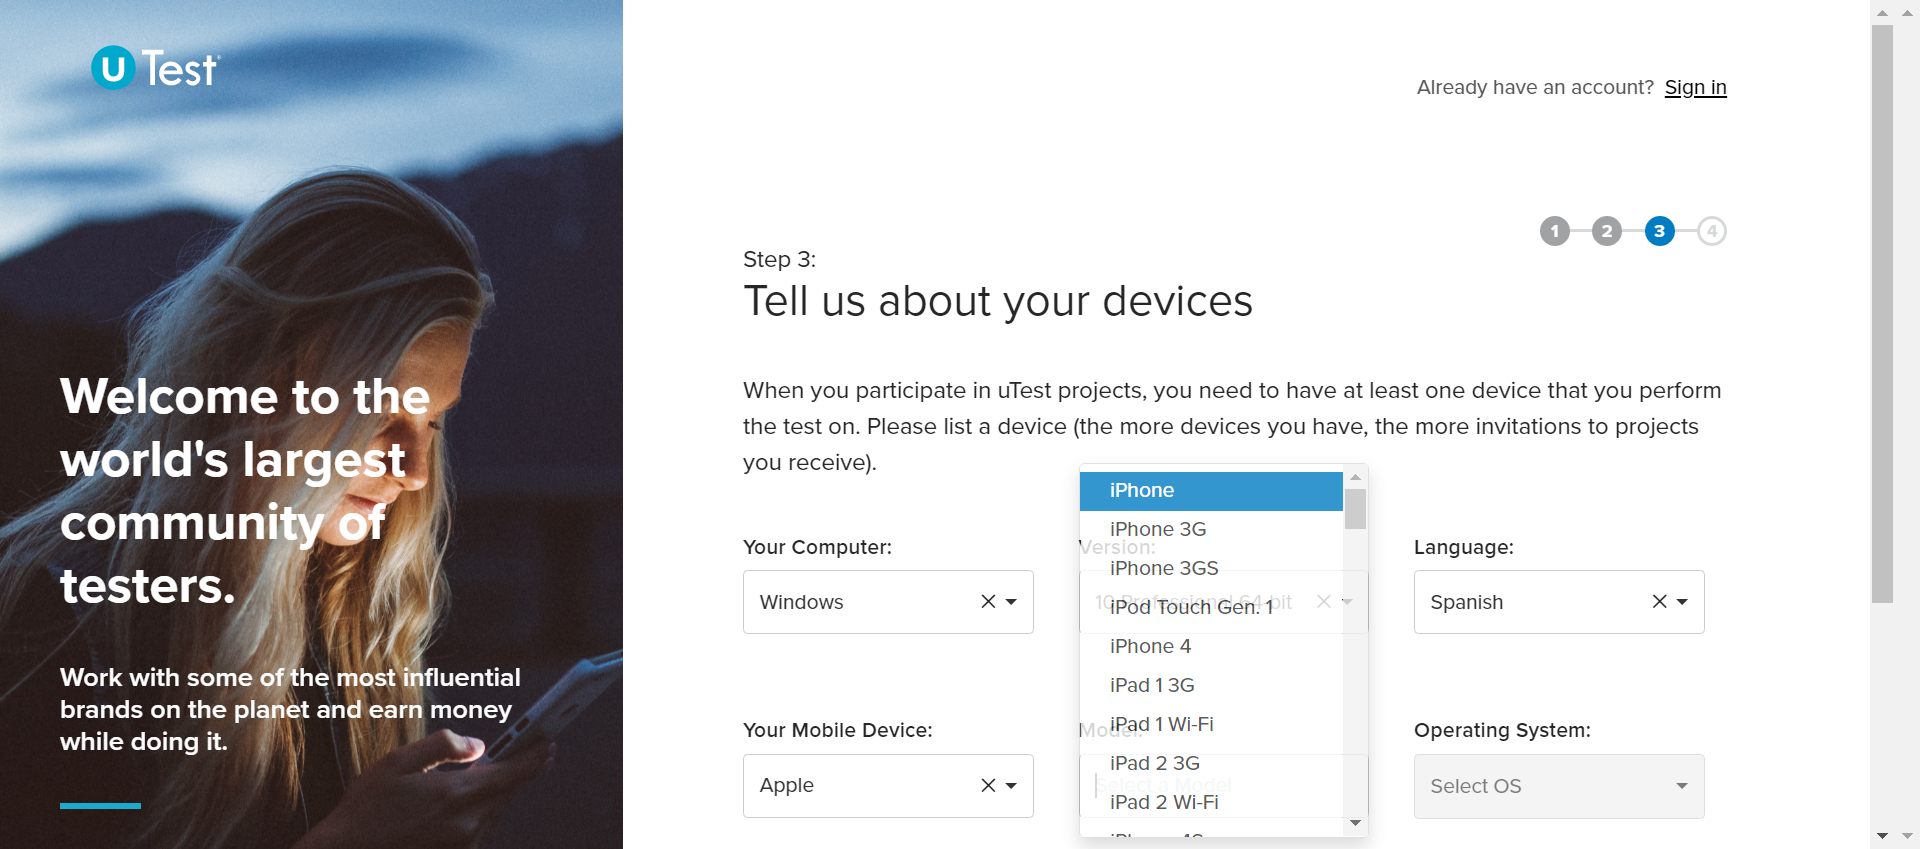 uTest
Already have an account? Sign in
1 2 3 4
Step 3:
Tell us about your devices
When you participate in uTest projects, you need to have at least one device that you perform
the test on. Please list a device (the more devices you have, the more invitations to projects
you receive).
Your Computer:
Version:
Language:
Windows
10 Professional 64 bit
Spanish
Your Mobile Device:
Model:
Operating System:
Apple
Select a Model
Select OS
iPhone
iPhone 3G
iPhone 3GS
iPod Touch Gen. 1
iPhone 4
iPad 1 3G
iPad 1 Wi-Fi
iPad 2 3G
iPad 2 Wi-Fi
Welcome to the
world's largest
community of
testers.
Work with some of the most influential
brands on the planet and earn money
while doing it.